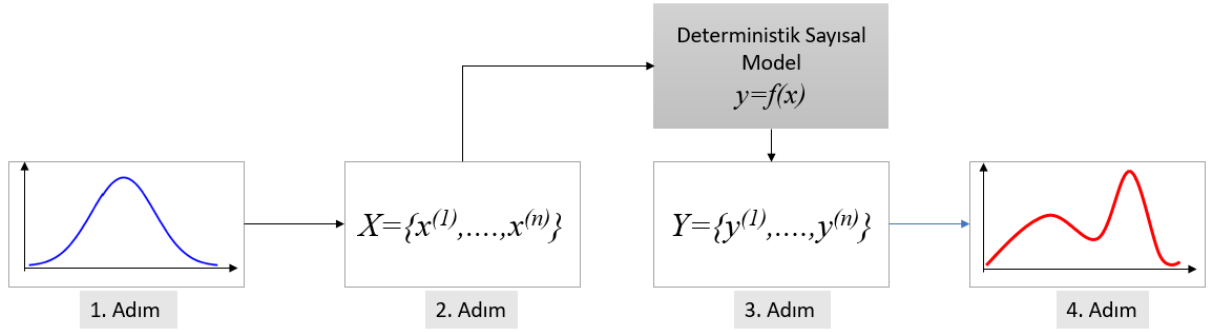 Deterministik Sayısal
Model
y=f(x)
X={x^(1),....,x^(n)}
Y={y^(1),....,y^(n)}
1. Adım
2. Adım
3. Adım
4. Adım